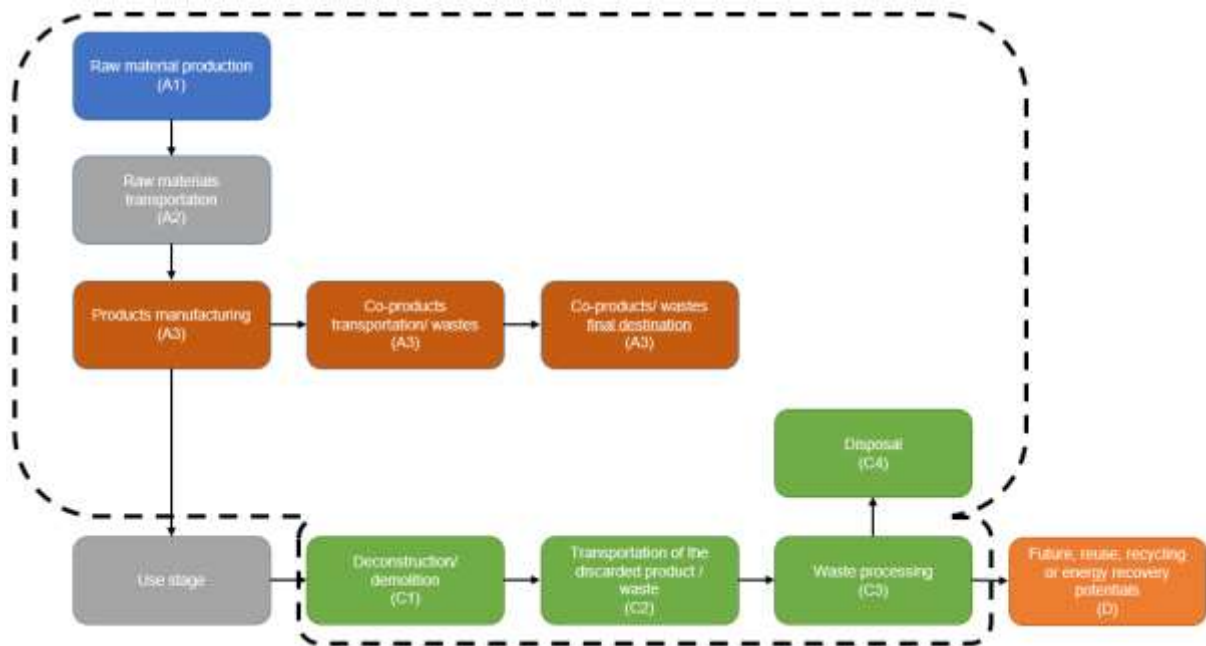 Raw material production
(A1)
Raw materials
transportation
(A2)
Products manufacturing
(A3)
Co-products
transportation/ wastes
(A3)
Co-products/ wastes
final destination
(A3)
Disposal
(C4)
Use stage
Deconstruction/
demolition
(C1)
Transportation of the
discarded product /
waste
(C2)
Waste processing
(C3)
Future, reuse, recycling
or energy recovery
potentials
(D)